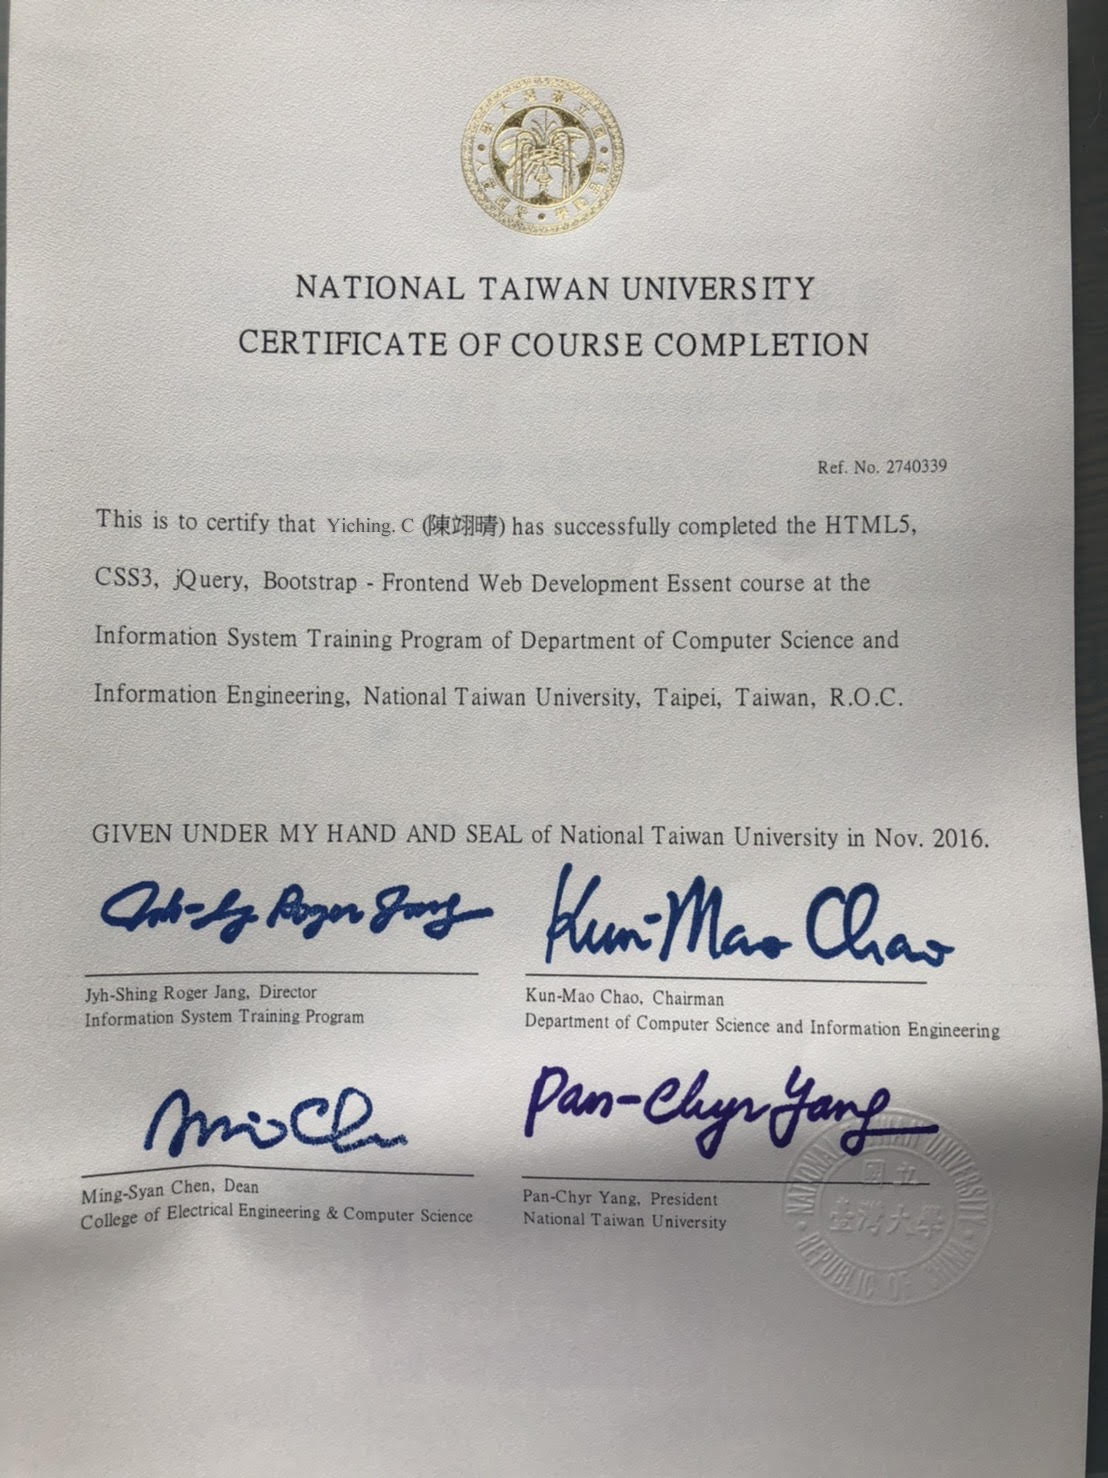 NATIONAL TAIWAN UNIVERSITY
CERTIFICATE OF COURSE COMPLETION
Ref. No. 2740339
This is to certify that Yiching. C (陳翊晴) has successfully completed the HTML5,
CSS3, jQuery, Bootstrap - Frontend Web Development Essent course at the
Information System Training Program of Department of Computer Science and
Information Engineering, National Taiwan University, Taipei, Taiwan, R.O.C.
GIVEN UNDER MY HAND AND SEAL of National Taiwan University in Nov. 2016.
Kun-Mao Chao
Jyh-Shing Roger Jang, Director
Information System Training Program
Kun-Mao Chao, Chairman
Department of Computer Science and Information Engineering
Pan-Chyr Yang
Ming-Syan Chen, Dean
College of Electrical Engineering & Computer Science
Pan-Chyr Yang, President
National Taiwan University
NATIONAL TAIWAN UNIVERSITY
國立
臺灣大學
REPUBLIC OF CHINA